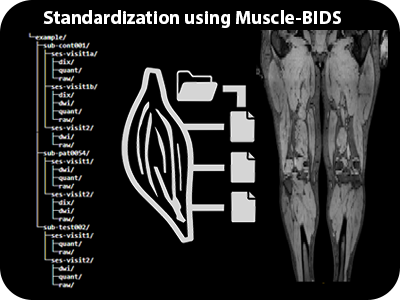 Standardization using Muscle-BIDS
example/
sub-cont001/
ses-visit1a/
dix/
quant/
raw/
ses-visit1b/
dix/
dwi/
quant/
raw/
ses-visit2/
dwi/
raw/
sub-pat0054/
ses-visit1/
dwi/
quant/
raw/
ses-visit2/
dix/
dwi/
raw/
sub-test002/
ses-visit1/
quant/
raw/
ses-visit2/
dwi/
quant/
raw/